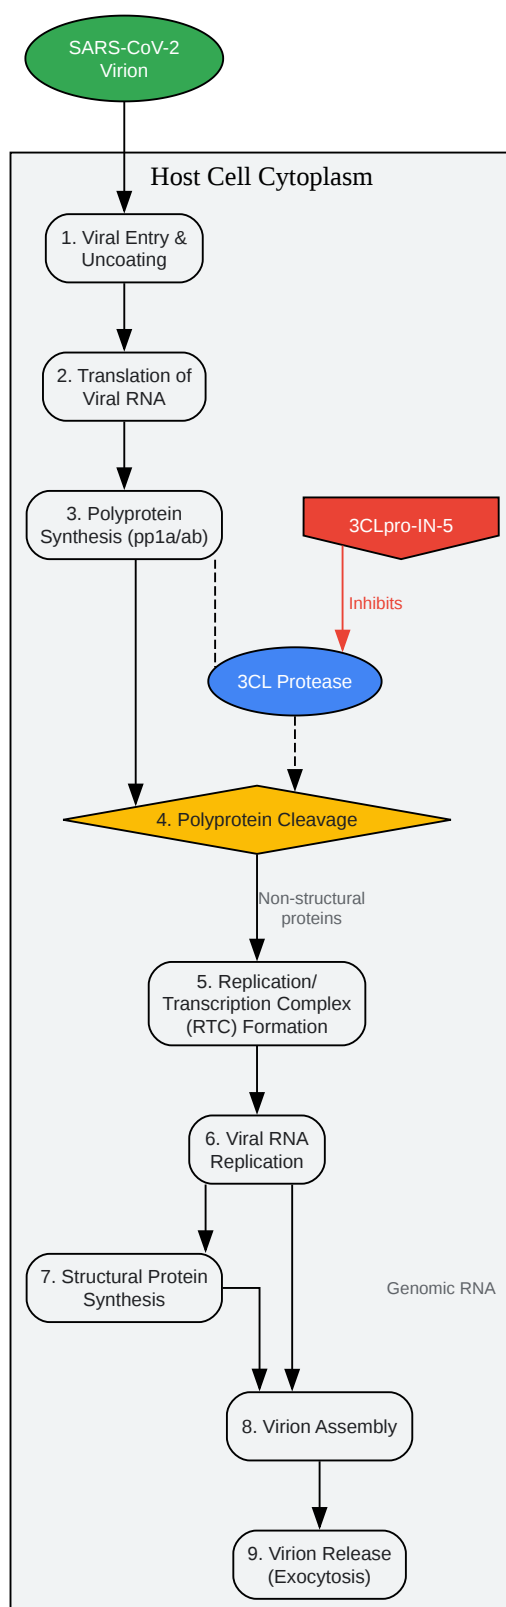 SARS-CoV-2
Virion
Host Cell Cytoplasm
1. Viral Entry &
Uncoating
2. Translation of
Viral RNA
3. Polyprotein
Synthesis (pp1a/ab)
3CLpro-IN-5
Inhibits
3CL Protease
4. Polyprotein Cleavage
Non-structural
proteins
5. Replication/
Transcription Complex
(RTC) Formation
6. Viral RNA
Replication
7. Structural Protein
Synthesis
Genomic RNA
8. Virion Assembly
9. Virion Release
(Exocytosis)